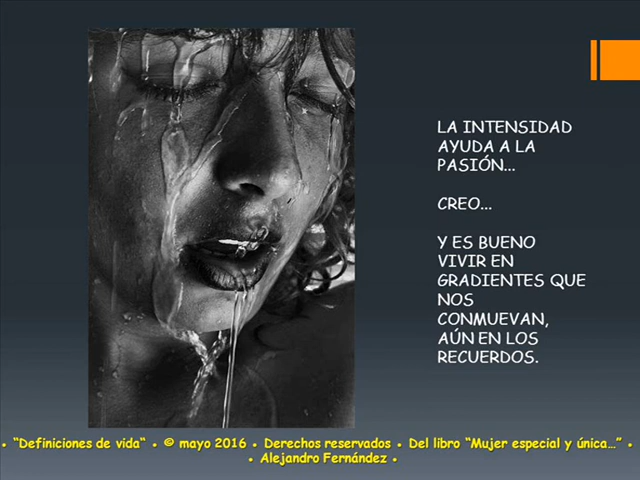 LA INTENSIDAD
AYUDA A LA
PASIÓN...
CREO...
Y ES BUENO
VIVIR EN
GRADIENTES QUE
NOS
CONMUEVAN,
AÚN EN LOS
RECUERDOS.
• "Definiciones de vida" • © mayo 2016 • Derechos reservados • Del libro "Mujer especial y única…" •
• Alejandro Fernández •